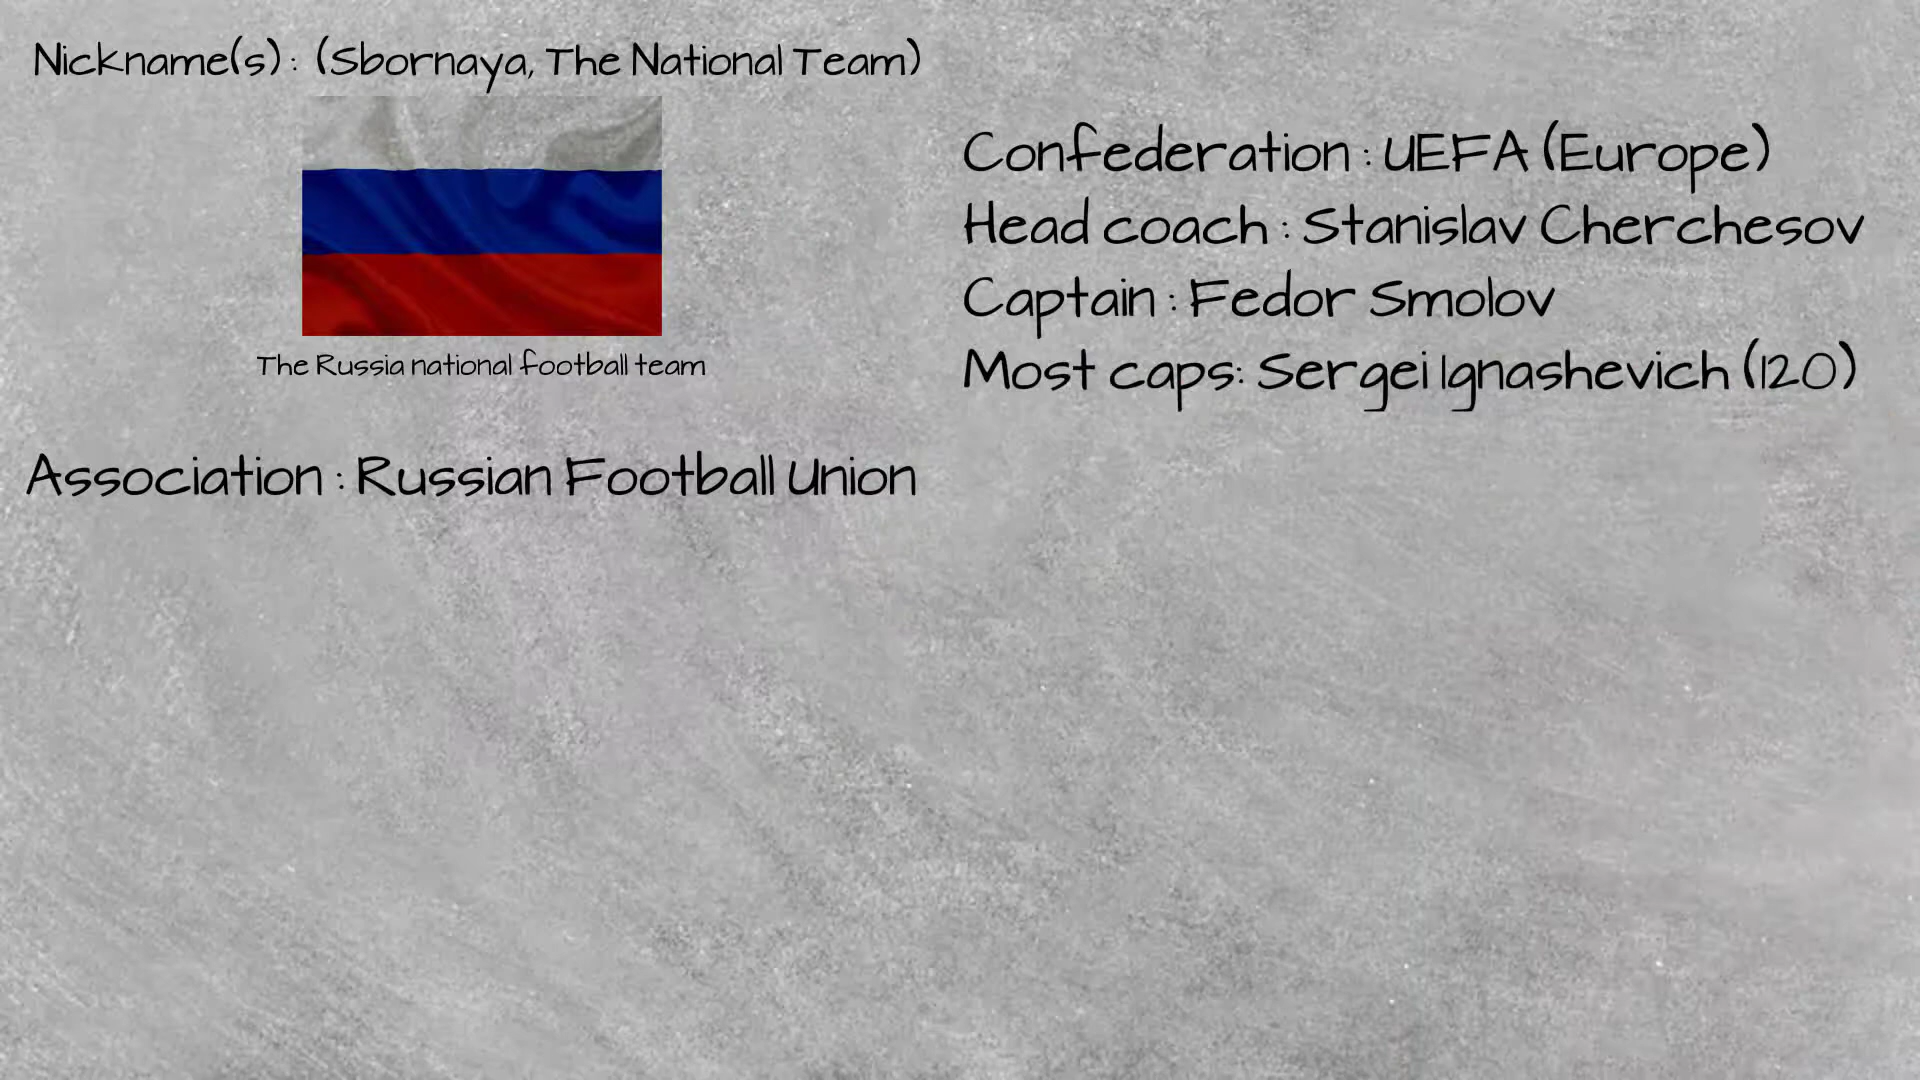 Nickname(s) : (Sbornaya, The National Team)
The Russia national football team
Association : Russian Football Union
Confederation : UEFA (Europe)
Head coach : Stanislav Cherchesov
Captain : Fedor Smolov
Most caps: Sergei Ignashevich (120)